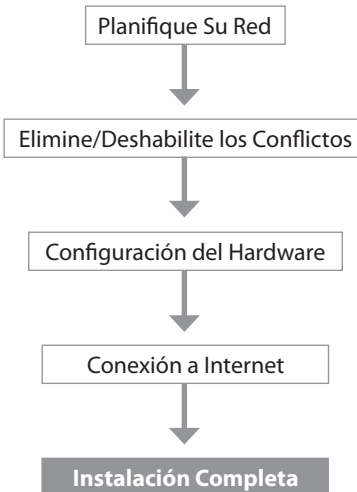 Planifique Su Red
Elimine/Deshabilite los Conflictos
Configuración del Hardware
Conexión a Internet
Instalación Completa